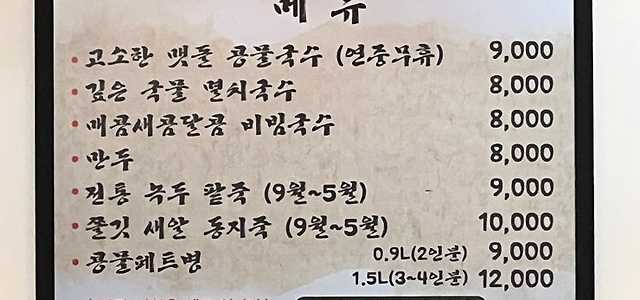 메뉴
고소한 맷돌 콩물국수 (연중무휴) 9,000
깊은 국물 멸치국수 8,000
매콤새콤달콤 비빔국수 8,000
만두 8,000
전통 녹두 팥죽 (9월~5월) 9,000
쫄깃 새알 동지죽 (9월~5월) 10,000
콩물페트병 0.9L(2인분) 9,000
1.5L(3~4인분) 12,000